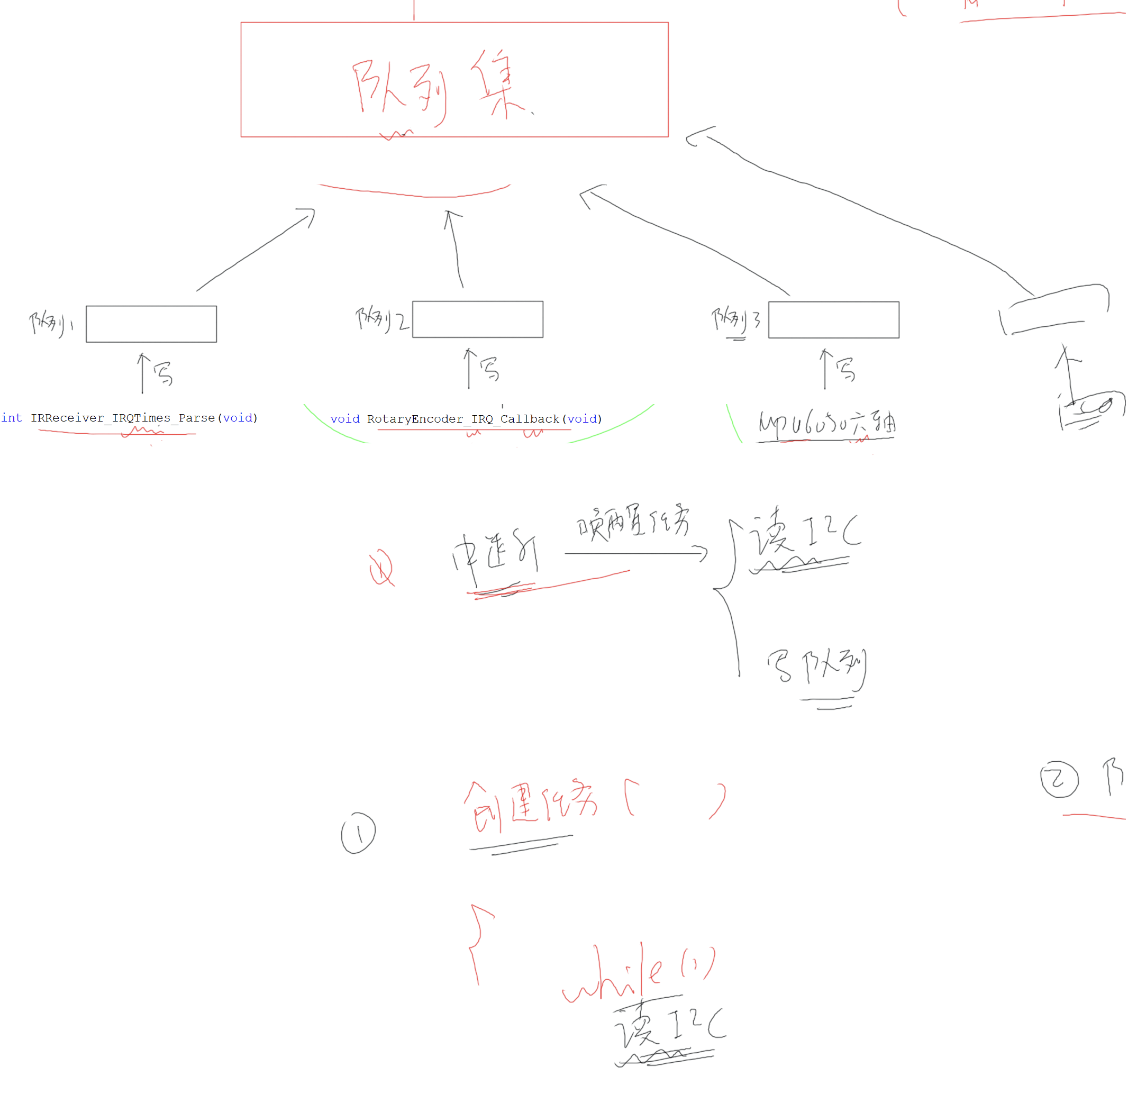 队列集
队列1
队列2
队列3
写
写
写
int IRReceiver_IRQTimes_Parse(void)
void RotaryEncoder_IRQ_Callback(void)
MPU6050六轴
中断
唤醒任务
读I2C
写队列
②
创建任务 ( )
①
{
while(1)
读I2C